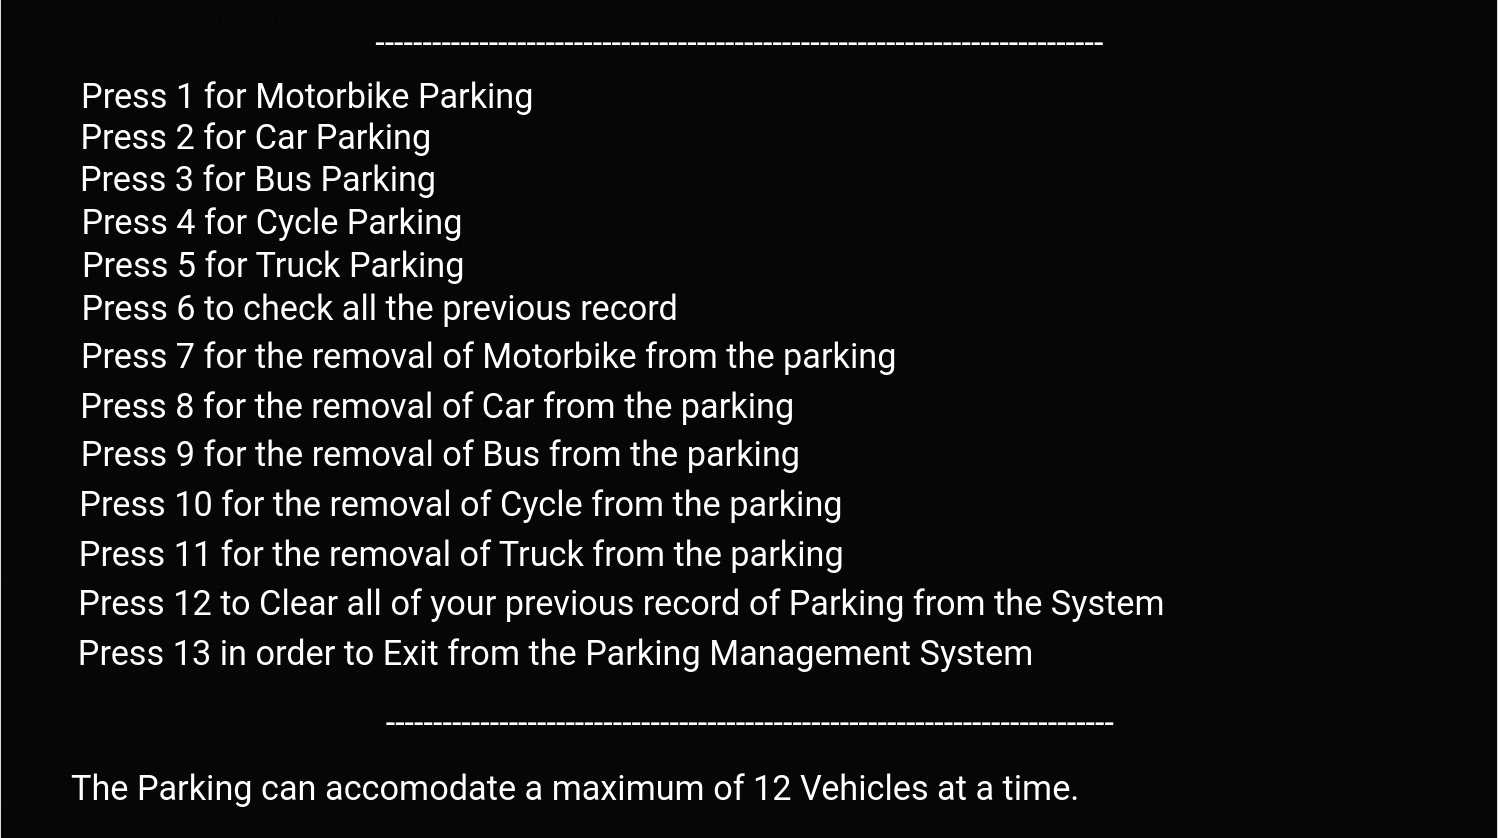 -----------------------------------------------------------------------------
Press 1 for Motorbike Parking
Press 2 for Car Parking
Press 3 for Bus Parking
Press 4 for Cycle Parking
Press 5 for Truck Parking
Press 6 to check all the previous record
Press 7 for the removal of Motorbike from the parking
Press 8 for the removal of Car from the parking
Press 9 for the removal of Bus from the parking
Press 10 for the removal of Cycle from the parking
Press 11 for the removal of Truck from the parking
Press 12 to Clear all of your previous record of Parking from the System
Press 13 in order to Exit from the Parking Management System
-----------------------------------------------------------------------------
The Parking can accomodate a maximum of 12 Vehicles at a time.